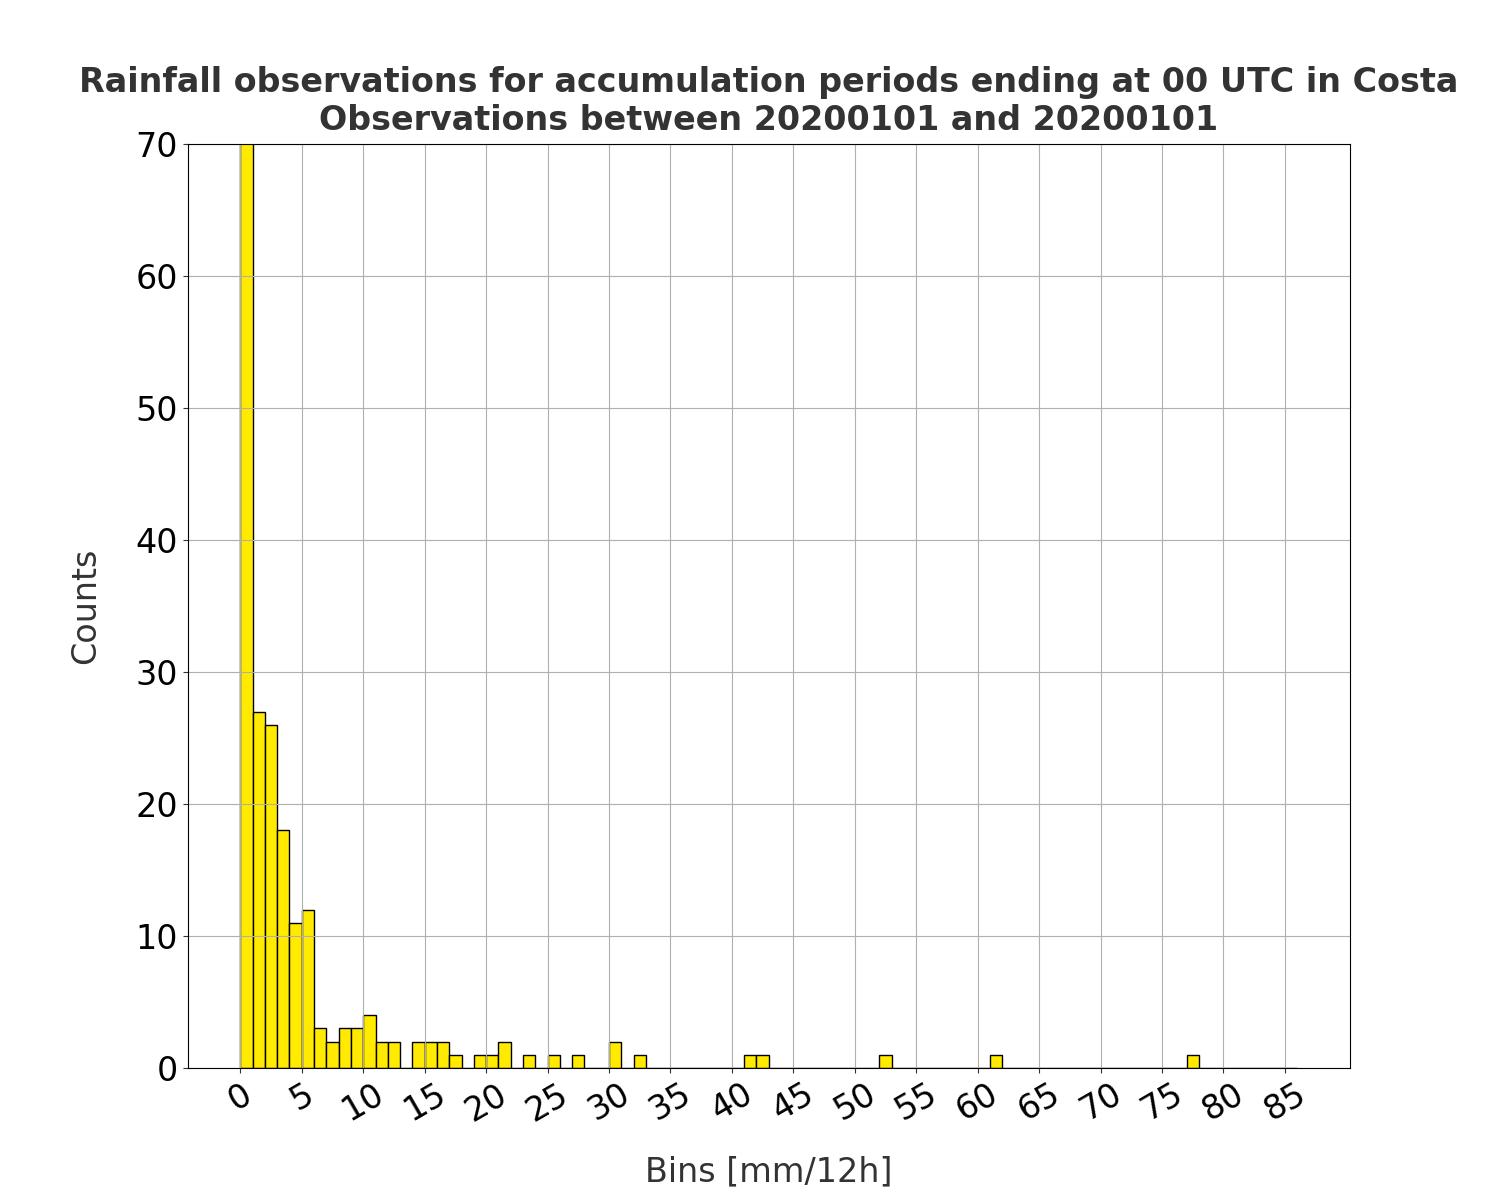 Rainfall observations for accumulation periods ending at 00 UTC in Costa
Observations between 20200101 and 20200101
70
60
50
40
30
20
10
0
Counts
0 5 10 15 20 25 30 35 40 45 50 55 60 65 70 75 80 85
Bins [mm/12h]